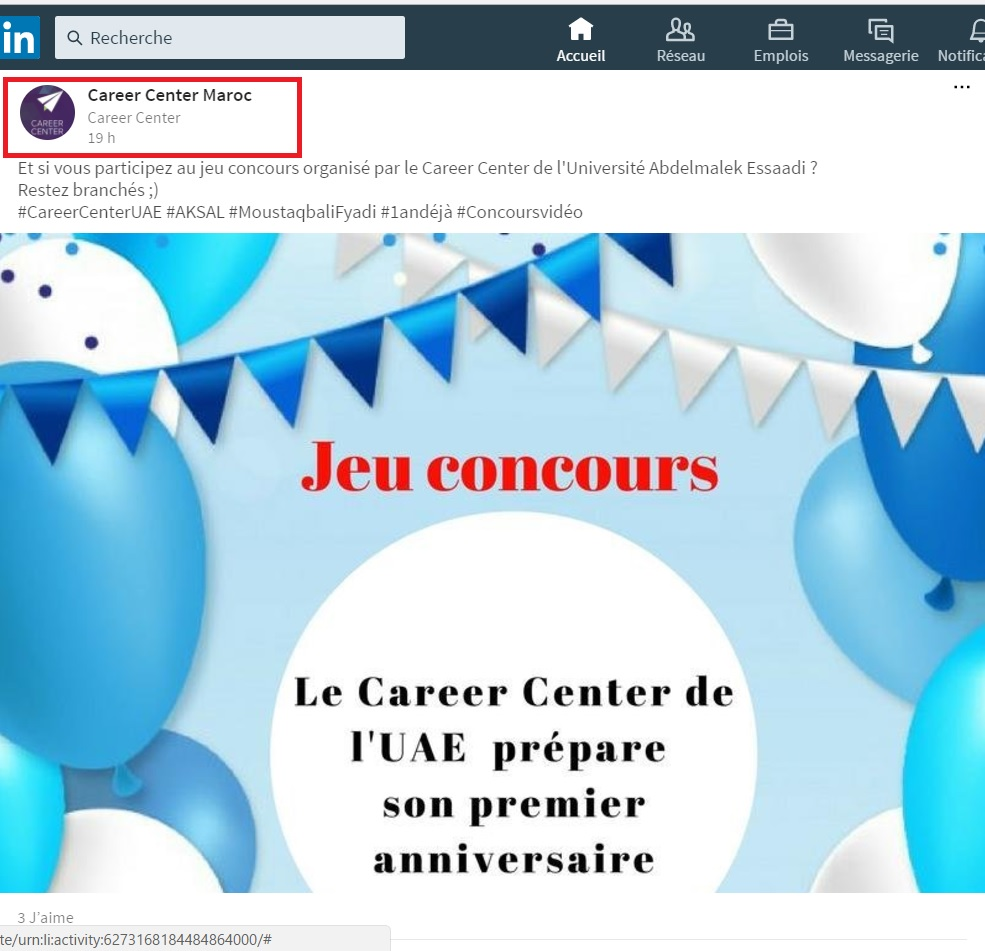 in
Recherche
Accueil
Réseau
Emplois
Messagerie
Notifica
CAREER
CENTER
Career Center Maroc
Career Center
19 h
Et si vous participez au jeu concours organisé par le Career Center de l'Université Abdelmalek Essaadi ?
Restez branchés ;)
#CareerCenterUAE #AKSAL #MoustaqbaliFyadi #1andéjà #Concoursvidéo
Jeu concours
Le Career Center de
l'UAE prépare
son premier
anniversaire
3 J'aime
te/urn:li:activity:6273168184484864000/#